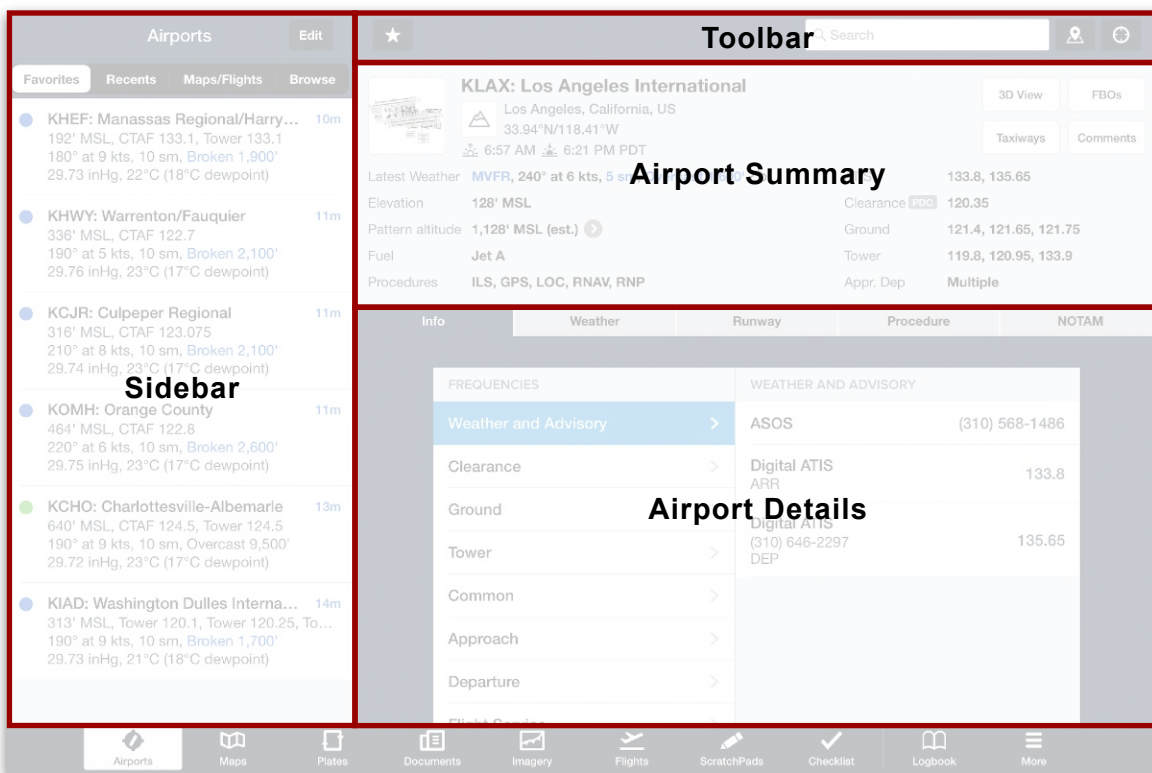 Airports
Edit
Toolbar
Search
Favorites Recents Maps/Flights Browse
KHEF: Manassas Regional/Harry... 10m
192' MSL, CTAF 133.1, Tower 133.1
180° at 9 kts, 10 sm, Broken 1,900'
29.73 inHg, 22°C (18°C dewpoint)
KHWY: Warrenton/Fauquier 11m
336' MSL, CTAF 122.7
190° at 5 kts, 10 sm, Broken 2,100'
29.76 inHg, 23°C (17°C dewpoint)
KCJR: Culpeper Regional 11m
316' MSL, CTAF 123.075
210° at 8 kts, 10 sm, Broken 2,100'
29.74 inHg, 23°C (17°C dewpoint)
Sidebar
KOMH: Orange County 11m
464' MSL, CTAF 122.8
220° at 6 kts, 10 sm, Broken 2,600'
29.75 inHg, 23°C (17°C dewpoint)
KCHO: Charlottesville-Albemarle 13m
640' MSL, CTAF 124.5, Tower 124.5
190° at 9 kts, 10 sm, Overcast 9,500'
29.72 inHg, 23°C (17°C dewpoint)
KIAD: Washington Dulles Interna... 14m
313' MSL, Tower 120.1, Tower 120.25, To...
190° at 9 kts, 10 sm, Broken 1,700'
29.73 inHg, 21°C (18°C dewpoint)
KLAX: Los Angeles International
Los Angeles, California, US
33.94°N/118.41°W
6:57 AM 6:21 PM PDT
3D View FBOs
Taxiways Comments
Airport Summary
Latest Weather MVFR, 240° at 6 kts, 5 sm 133.8, 135.65
Elevation 128' MSL Clearance PDC 120.35
Pattern altitude 1,128' MSL (est.) Ground 121.4, 121.65, 121.75
Fuel Jet A Tower 119.8, 120.95, 133.9
Procedures ILS, GPS, LOC, RNAV, RNP Appr. Dep Multiple
Info Weather Runway Procedure NOTAM
FREQUENCIES
Weather and Advisory
Clearance
Ground
Tower
Common
Approach
Departure
Flight Service
WEATHER AND ADVISORY
ASOS (310) 568-1486
Digital ATIS 133.8
ARR
Airport Details
Digital ATIS
(310) 646-2297 135.65
DEP
Airports Maps Plates Documents Imagery Flights ScratchPads Checklist Logbook More